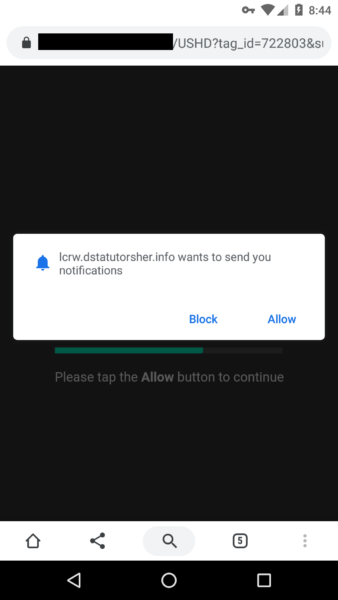 8:44
/USHD?tag_id=722803&su
lcrw.dstatutorsher.info wants to send you
notifications
Block Allow
Please tap the Allow button to continue
5